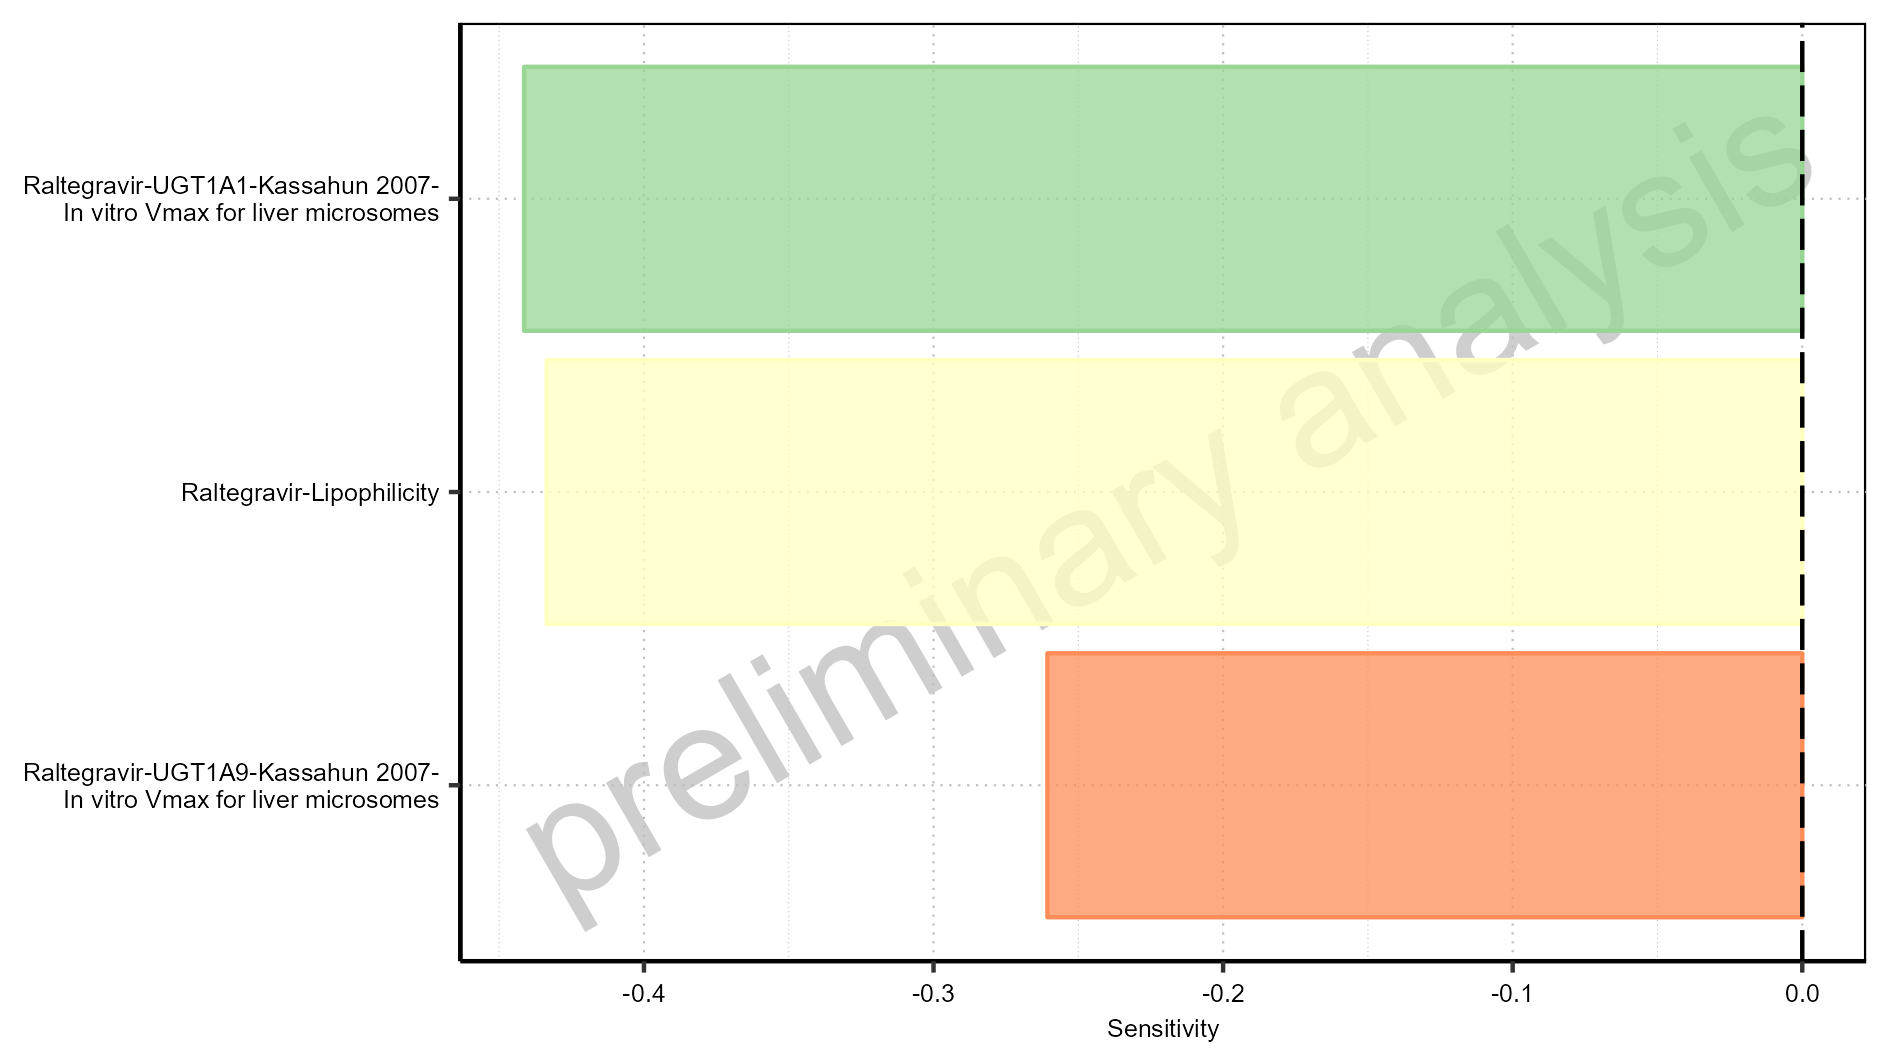 Raltegravir-UGT1A1-Kassahun 2007-
In vitro Vmax for liver microsomes
Raltegravir-Lipophilicity
Raltegravir-UGT1A9-Kassahun 2007-
In vitro Vmax for liver microsomes
preliminary analysis
-0.4 -0.3 -0.2 -0.1 0.0
Sensitivity